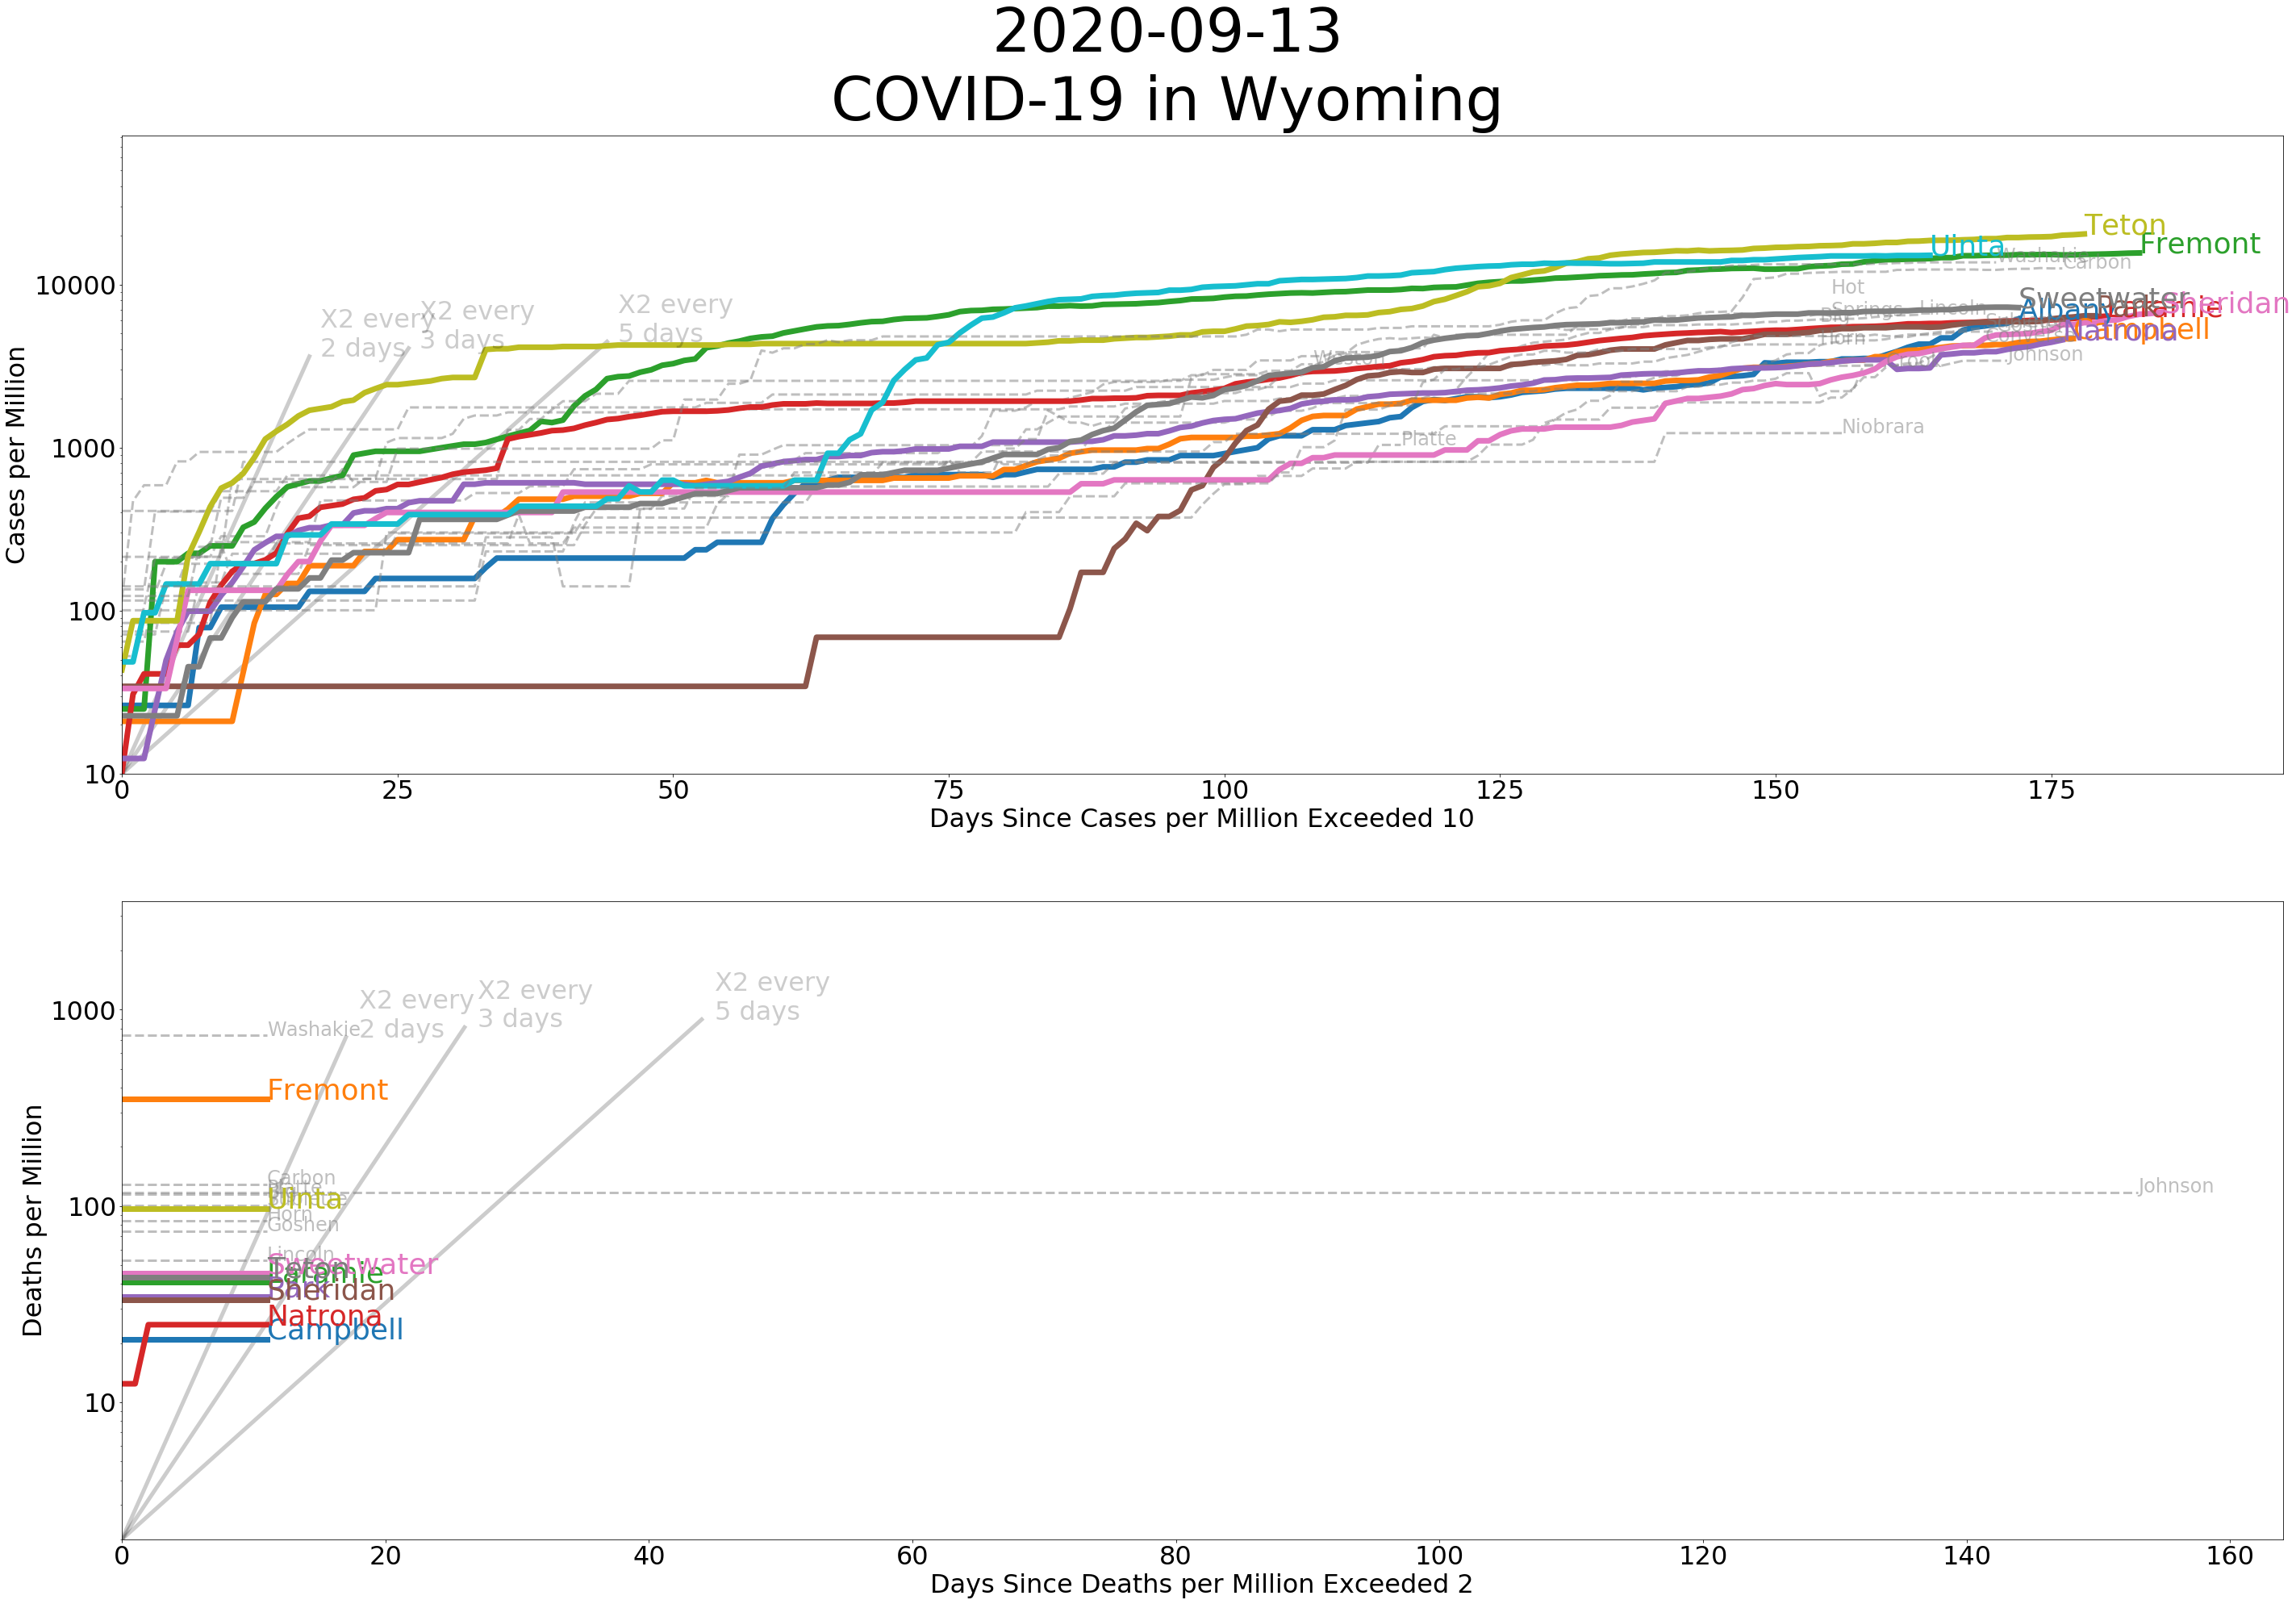 2020-09-13
COVID-19 in Wyoming
Cases per Million
10000
1000
100
10
X2 every
2 days
X2 every
3 days
X2 every
5 days
Teton
Fremont
Uinta
Washakie
Carbon
Hot
Springs
Lincoln
Sweetwater
Sheridan
Albany
Park
Laramie
Big
Horn
Campbell
Natrona
Johnson
Weston
Crook
Niobrara
Platte
0
25
50
75
100
125
150
175
Days Since Cases per Million Exceeded 10
Deaths per Million
1000
100
10
X2 every
2 days
X2 every
3 days
X2 every
5 days
Washakie
Fremont
Carbon
Platte
Uinta
Horn
Goshen
Johnson
Lincoln
Sweetwater
Teton
Laramie
Park
Sheridan
Natrona
Campbell
0
20
40
60
80
100
120
140
160
Days Since Deaths per Million Exceeded 2